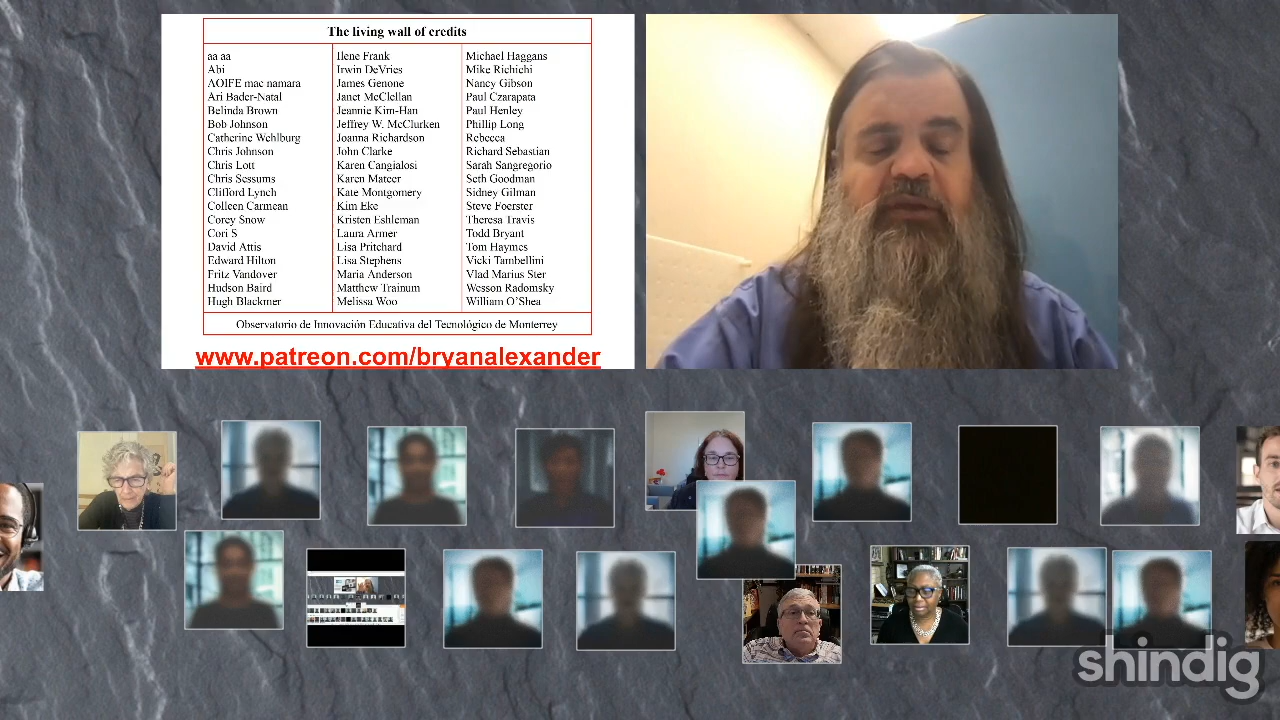 The living wall of credits
aa aa
Abi
AOIFE mac namara
Ari Bader-Natal
Belinda Brown
Bob Johnson
Catherine Wehlburg
Chris Johnson
Chris Lott
Chris Sessums
Clifford Lynch
Colleen Carmean
Corey Snow
Cori S
David Attis
Edward Hilton
Fritz Vandover
Hudson Baird
Hugh Blackmer
Ilene Frank
Irwin DeVries
James Genone
Janet McClellan
Jeannie Kim-Han
Jeffrey W. McClurken
Joanna Richardson
John Clarke
Karen Cangialosi
Karen Mateer
Kate Montgomery
Kim Eke
Kristen Eshleman
Laura Armer
Lisa Pritchard
Lisa Stephens
Maria Anderson
Matthew Trainum
Melissa Woo
Michael Haggans
Mike Richichi
Nancy Gibson
Paul Czarapata
Paul Henley
Phillip Long
Rebecca
Richard Sebastian
Sarah Sangregorio
Seth Goodman
Sidney Gilman
Steve Foerster
Theresa Travis
Todd Bryant
Tom Haymes
Vicki Tambellini
Vlad Marius Ster
Wesson Radomsky
William O'Shea
Observatorio de Innovación Educativa del Tecnológico de Monterrey
www.patreon.com/bryanalexander
shindig